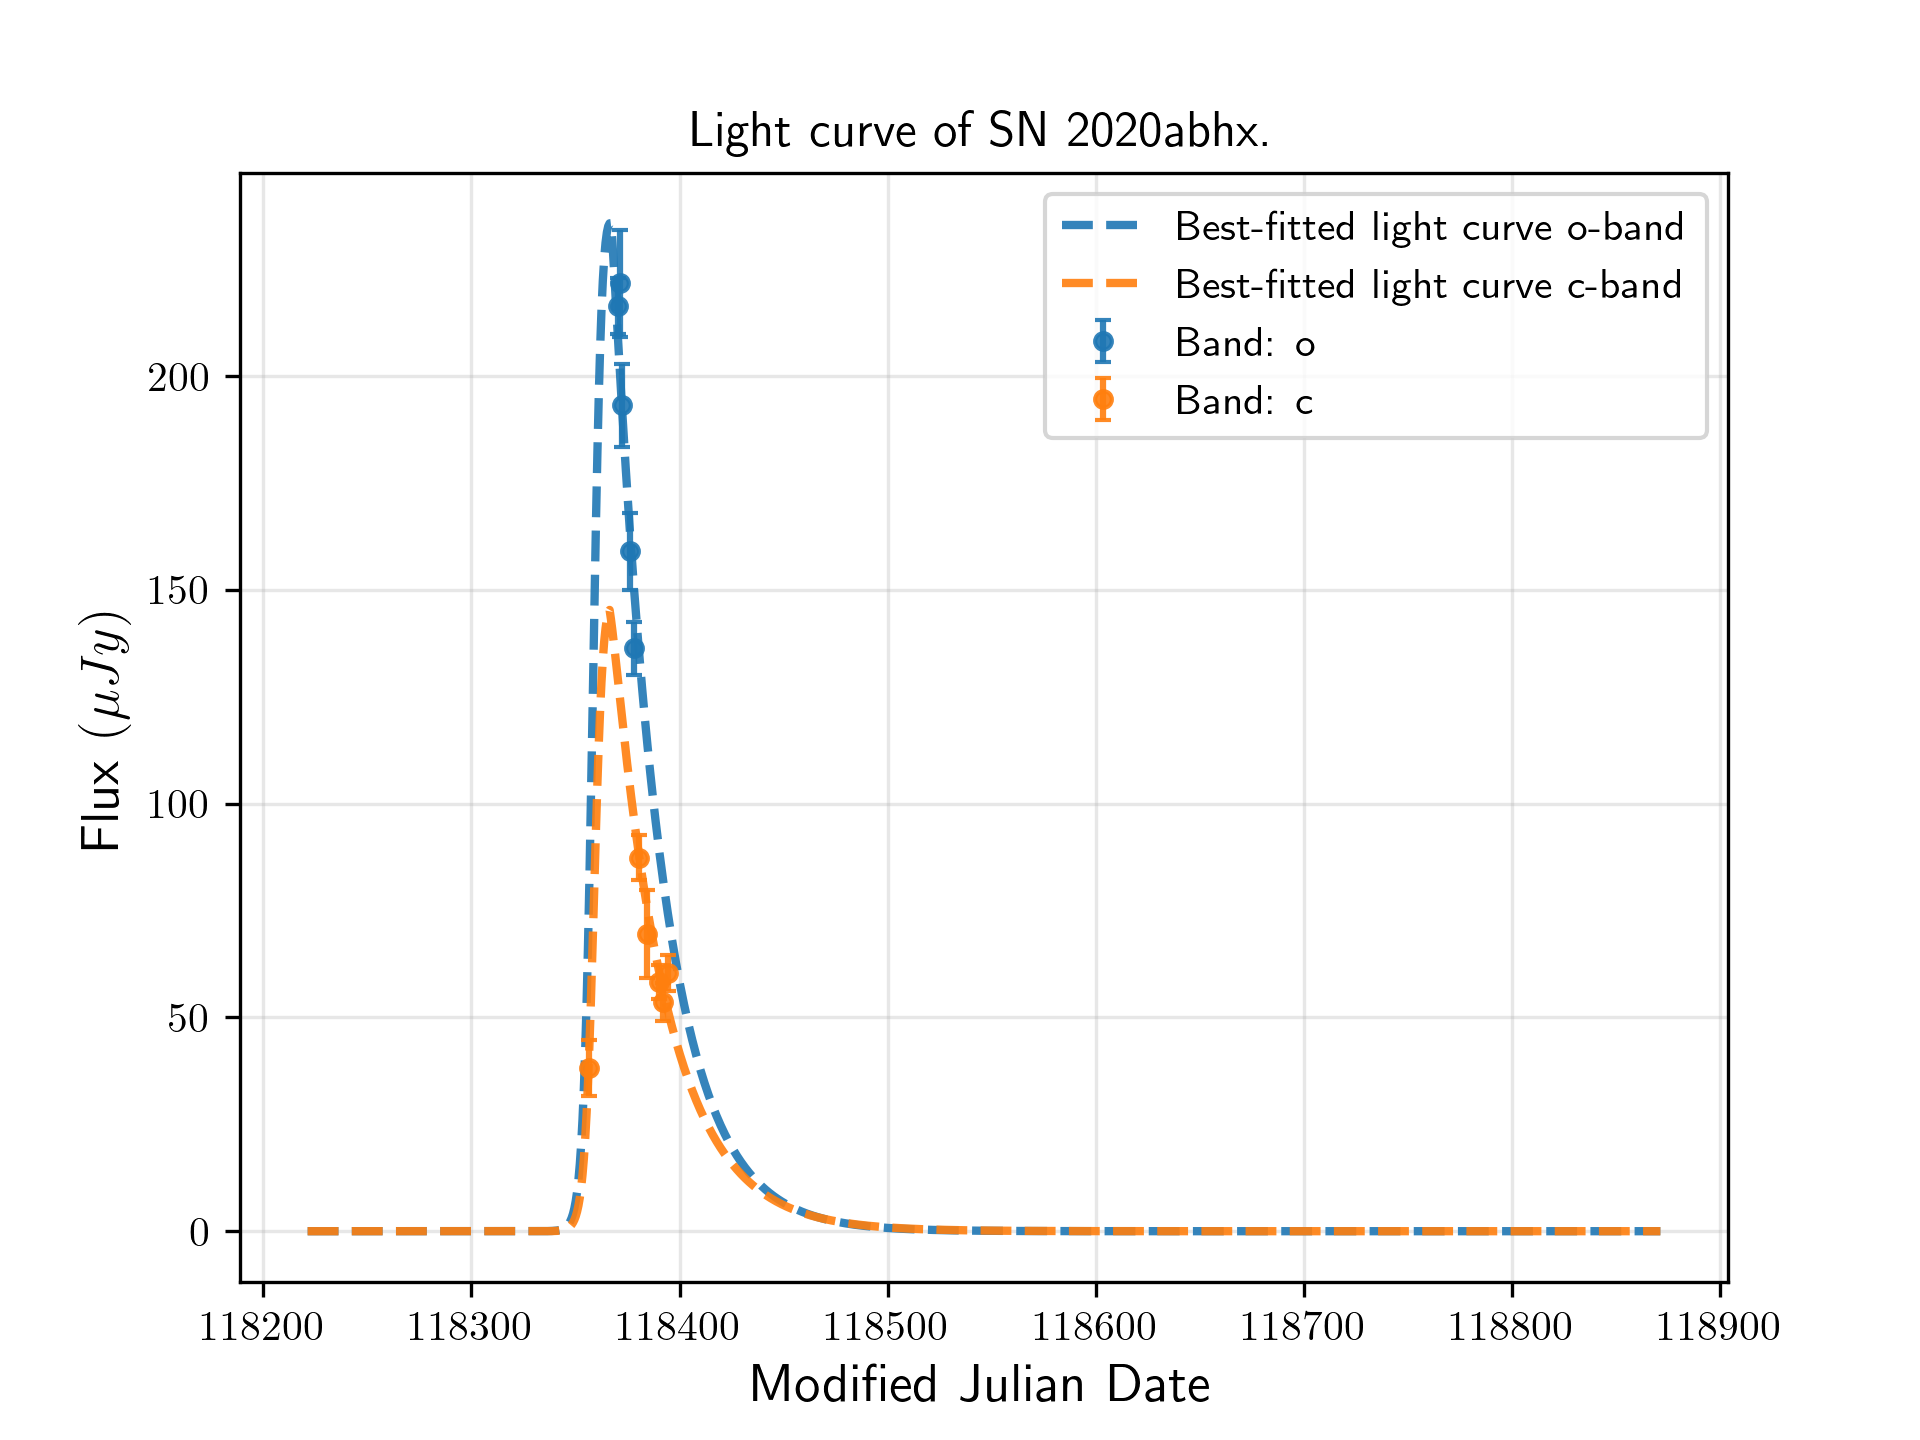 Light curve of SN 2020abhx.
Best-fitted light curve o-band
Best-fitted light curve c-band
Band: o
Band: c
200
150
100
50
0
Flux (μJy)
118200 118300 118400 118500 118600 118700 118800 118900
Modified Julian Date